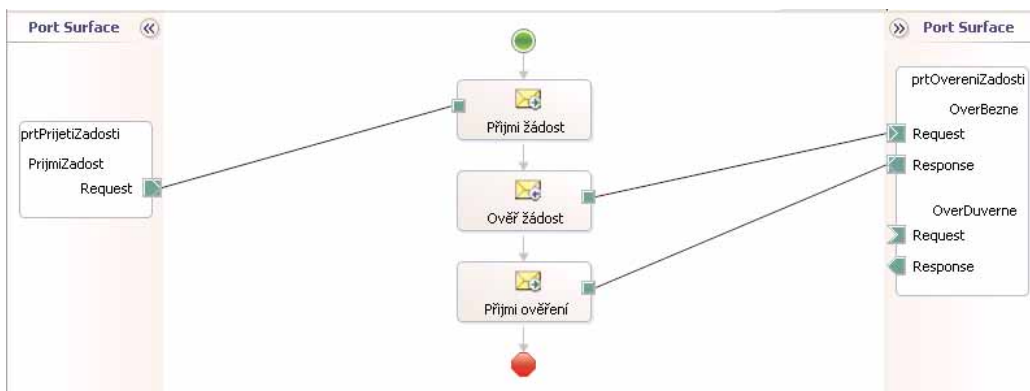 Port Surface
prtPrijetiZadosti
PrijmiZadost
Request
Přijmi žádost
Ověř žádost
Přijmi ověření
Port Surface
prtOvereniZadosti
OverBezne
Request
Response
OverDuverne
Request
Response